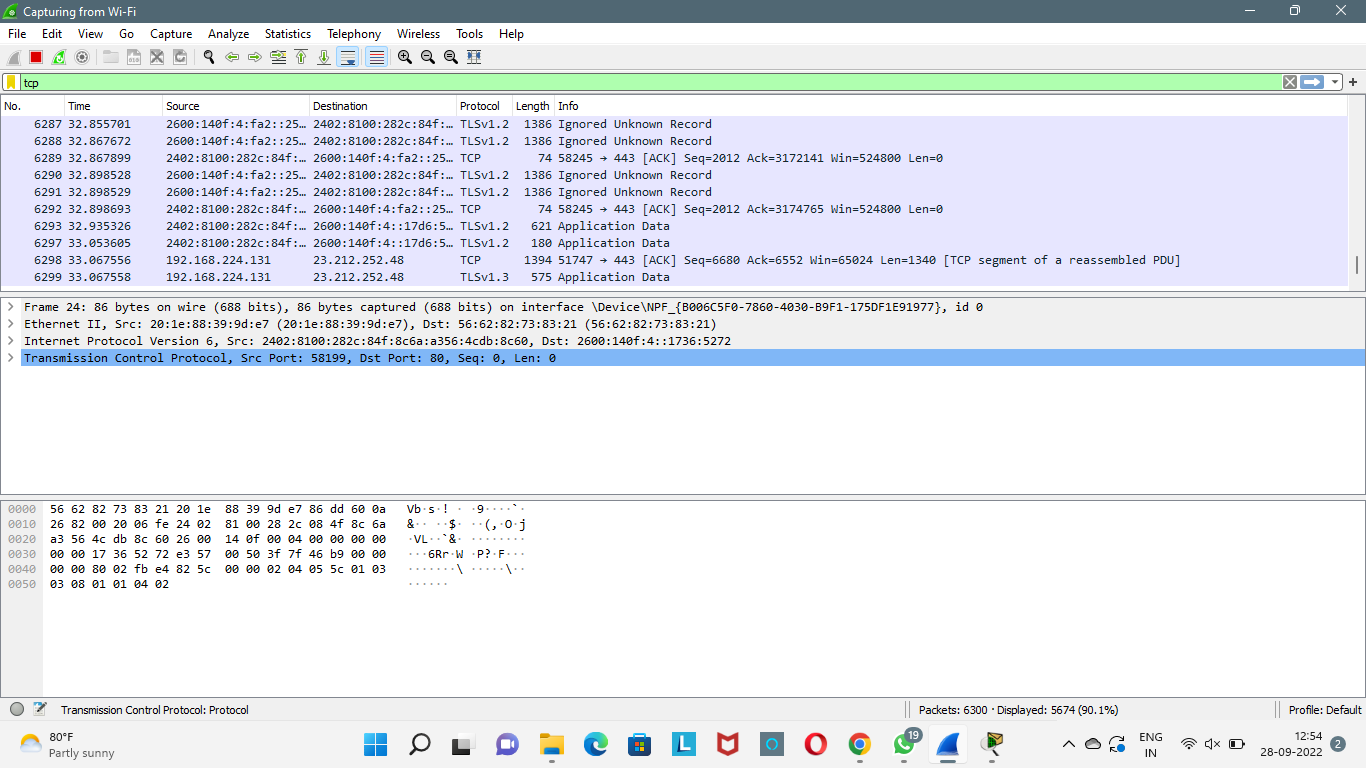 Capturing from Wi-Fi
File Edit View Go Capture Analyze Statistics Telephony Wireless Tools Help
tcp
No. Time Source Destination Protocol Length Info
6287 32.855701 2600:140f:4:fa2::25… 2402:8100:282c:84f:… TLSv1.2 1386 Ignored Unknown Record
6288 32.867672 2600:140f:4:fa2::25… 2402:8100:282c:84f:… TLSv1.2 1386 Ignored Unknown Record
6289 32.867899 2402:8100:282c:84f:… 2600:140f:4:fa2::25… TCP 74 58245 → 443 [ACK] Seq=2012 Ack=3172141 Win=524800 Len=0
6290 32.898528 2600:140f:4:fa2::25… 2402:8100:282c:84f:… TLSv1.2 1386 Ignored Unknown Record
6291 32.898529 2600:140f:4:fa2::25… 2402:8100:282c:84f:… TLSv1.2 1386 Ignored Unknown Record
6292 32.898693 2402:8100:282c:84f:… 2600:140f:4:fa2::25… TCP 74 58245 → 443 [ACK] Seq=2012 Ack=3174765 Win=524800 Len=0
6293 32.935326 2402:8100:282c:84f:… 2600:140f:4::17d6:5… TLSv1.2 621 Application Data
6297 33.053605 2402:8100:282c:84f:… 2600:140f:4::17d6:5… TLSv1.2 180 Application Data
6298 33.067556 192.168.224.131 23.212.252.48 TCP 1394 51747 → 443 [ACK] Seq=6680 Ack=6552 Win=65024 Len=1340 [TCP segment of a reassembled PDU]
6299 33.067558 192.168.224.131 23.212.252.48 TLSv1.3 575 Application Data
Frame 24: 86 bytes on wire (688 bits), 86 bytes captured (688 bits) on interface \Device\NPF_{B006C5F0-7860-4030-B9F1-175DF1E91977}, id 0
Ethernet II, Src: 20:1e:88:39:9d:e7 (20:1e:88:39:9d:e7), Dst: 56:62:82:73:83:21 (56:62:82:73:83:21)
Internet Protocol Version 6, Src: 2402:8100:282c:84f:8c6a:a356:4cdb:8c60, Dst: 2600:140f:4::1736:5272
Transmission Control Protocol, Src Port: 58199, Dst Port: 80, Seq: 0, Len: 0
0000 56 62 82 73 83 21 20 1e 88 39 9d e7 86 dd 60 0a Vb·s·! · ·9····`·
0010 26 82 00 20 06 fe 24 02 81 00 28 2c 08 4f 8c 6a &·· ··$· ··(,·O·j
0020 a3 56 4c db 8c 60 26 00 14 0f 00 04 00 00 00 00 ·VL··`&· ········
0030 00 00 17 36 52 72 e3 57 00 50 3f 7f 46 b9 00 00 ···6Rr·W ·P?·F···
0040 00 00 80 02 fb e4 82 5c 00 00 02 04 05 5c 01 03 ·······\ ·····\··
0050 03 08 01 01 04 02 ······
Transmission Control Protocol: Protocol
Packets: 6300 · Displayed: 5674 (90.1%)
Profile: Default
80°F
Partly sunny
19
ENG
IN
12:54
28-09-2022
2